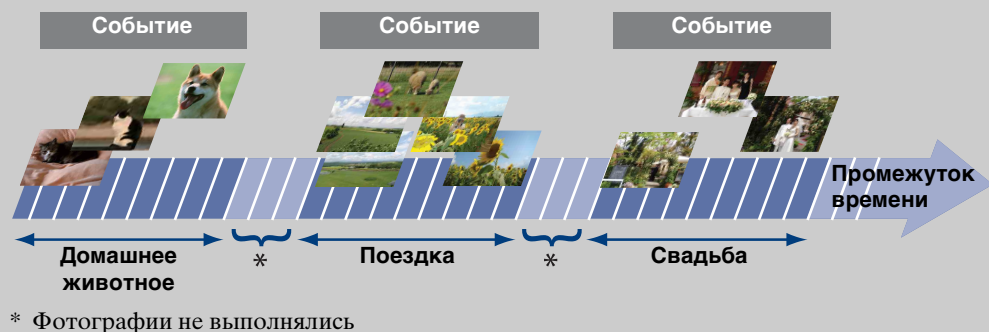 Событие
Событие
Событие
Промежуток
времени
Домашнее
животное
*
Поездка
*
Свадьба
* Фотографии не выполнялись